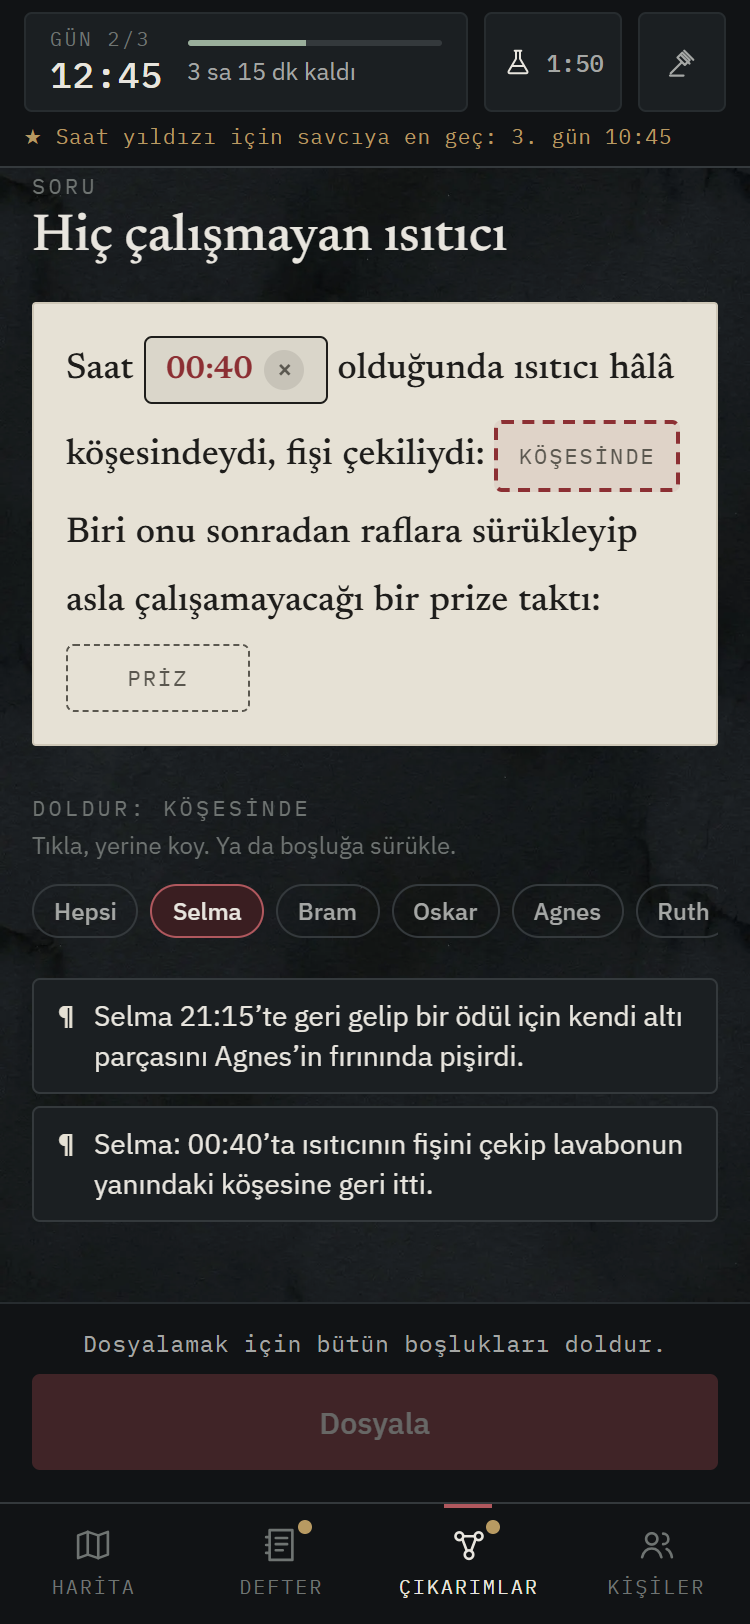 GÜN 2/3
12:45
3 sa 15 dk kaldı
1:50
★ Saat yıldızı için savcıya en geç: 3. gün 10:45
SORU
Hiç çalışmayan ısıtıcı
Saat 00:40 × olduğunda ısıtıcı hâlâ
köşesindeydi, fişi çekiliydi: KÖŞESİNDE
Biri onu sonradan raflara sürükleyip
asla çalışamayacağı bir prize taktı:
PRİZ
DOLDUR: KÖŞESİNDE
Tıkla, yerine koy. Ya da boşluğa sürükle.
Hepsi Selma Bram Oskar Agnes Ruth
¶ Selma 21:15’te geri gelip bir ödül için kendi altı
parçasını Agnes’in fırınında pişirdi.
¶ Selma: 00:40’ta ısıtıcının fişini çekip lavabonun
yanındaki köşesine geri itti.
Dosyalamak için bütün boşlukları doldur.
Dosyala
HARİTA DEFTER ÇIKARIMLAR KİŞİLER